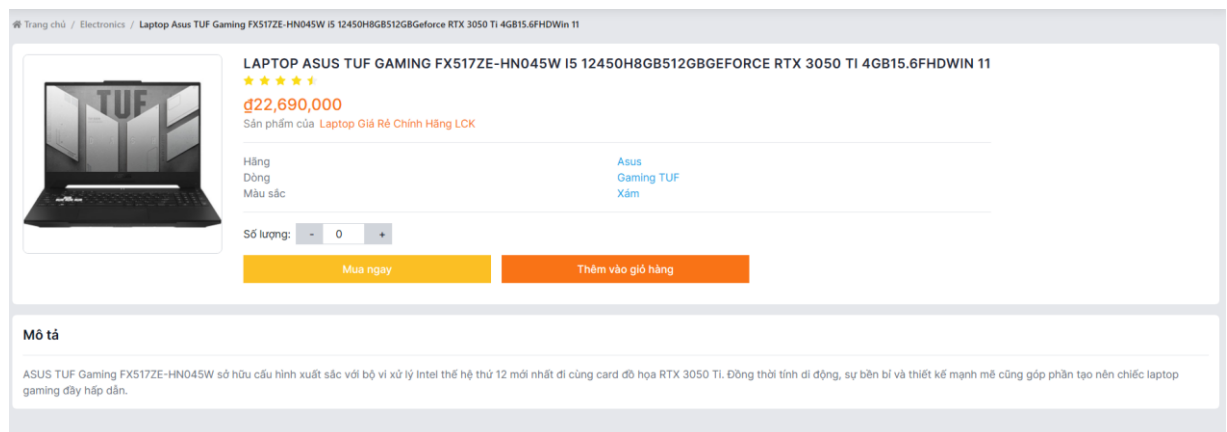 Trang chủ / Electronics / Laptop Asus TUF Gaming FX517ZE-HN045W i5 12450H8GB512GBGeforce RTX 3050 Ti 4GB15.6FHDWin 11
LAPTOP ASUS TUF GAMING FX517ZE-HN045W I5 12450H8GB512GBGEFORCE RTX 3050 TI 4GB15.6FHDWIN 11
TUF
₫22,690,000
Sản phẩm của Laptop Giá Rẻ Chính Hãng LCK
Hãng Asus
Dòng Gaming TUF
Màu sắc Xám
Số lượng: - 0 +
Mua ngay Thêm vào giỏ hàng
Mô tả
ASUS TUF Gaming FX517ZE-HN045W sở hữu cấu hình xuất sắc với bộ vi xử lý Intel thế hệ thứ 12 mới nhất đi cùng card đồ họa RTX 3050 Ti. Đồng thời tính di động, sự bền bỉ và thiết kế mạnh mẽ cũng góp phần tạo nên chiếc laptop
gaming đầy hấp dẫn.